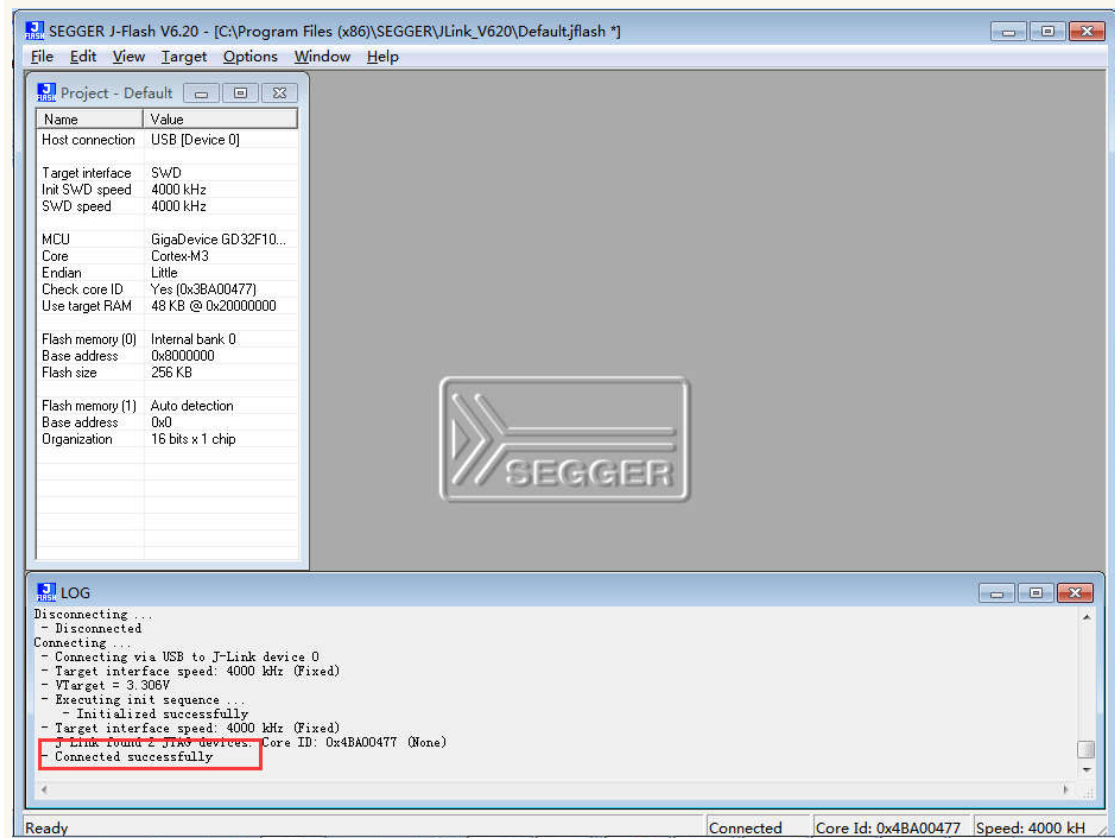 SEGGER J-Flash V6.20 - [C:\Program Files (x86)\SEGGER\JLink_V620\Default.jflash *]
File Edit View Target Options Window Help
Project - Default
Name Value
Host connection USB [Device 0]
Target interface SWD
Init SWD speed 4000 kHz
SWD speed 4000 kHz
MCU GigaDevice GD32F10...
Core Cortex-M3
Endian Little
Check core ID Yes (0x3BA00477)
Use target RAM 48 KB @ 0x20000000
Flash memory (0) Internal bank 0
Base address 0x8000000
Flash size 256 KB
Flash memory (1) Auto detection
Base address 0x0
Organization 16 bits x 1 chip
SEGGER
LOG
Disconnecting ...
- Disconnected
Connecting ...
- Connecting via USB to J-Link device 0
- Target interface speed: 4000 kHz (Fixed)
- VTarget = 3.306V
- Executing init sequence ...
- Initialized successfully
- Target interface speed: 4000 kHz (Fixed)
- J-Link found 2 JTAG devices. Core ID: 0x4BA00477 (None)
- Connected successfully
Ready Connected Core Id: 0x4BA00477 Speed: 4000 kH